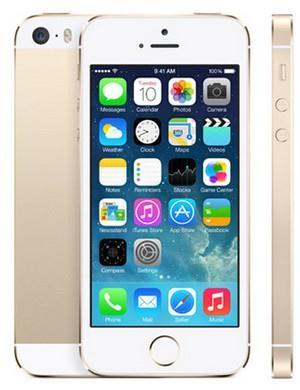 9:41 AM 100%
Tuesday
10
Messages Calendar Photos Camera
Weather Clock Maps Videos
Notes Reminders Stocks Game Center
Newsstand iTunes Store App Store Passbook
Compass Settings
Phone Mail Safari Music